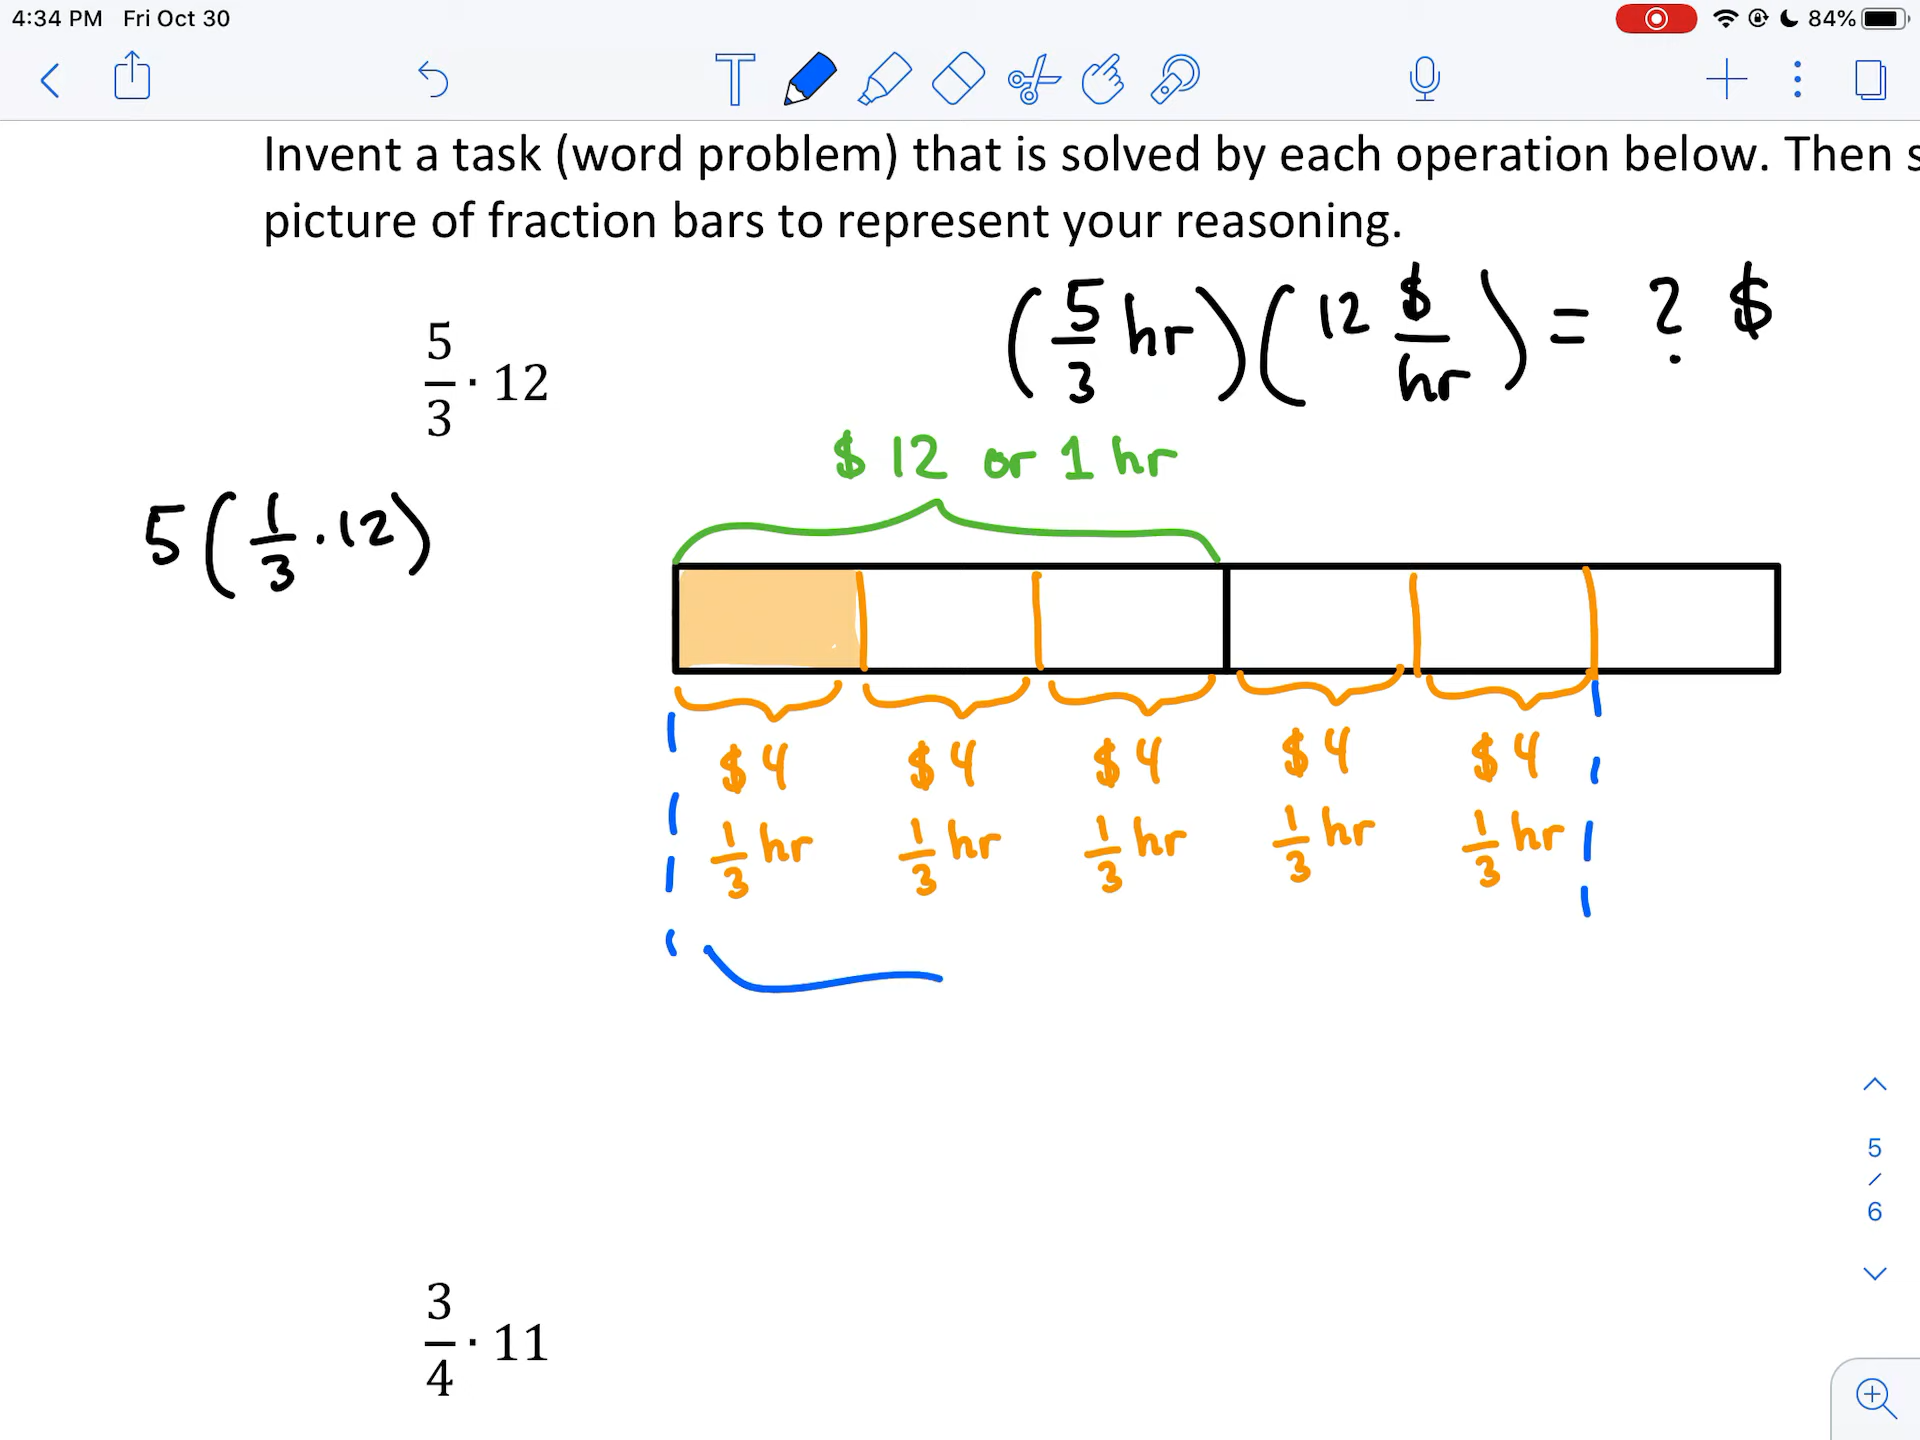 4:34 PM Fri Oct 30
84%
T
Invent a task (word problem) that is solved by each operation below. Then s
picture of fraction bars to represent your reasoning.
5/3 · 12
(5/3 hr)(12 $/hr) = ? $
$12 or 1 hr
5(1/3 · 12)
$4 $4 $4 $4 $4
1/3 hr 1/3 hr 1/3 hr 1/3 hr 1/3 hr
5
/
6
3/4 · 11